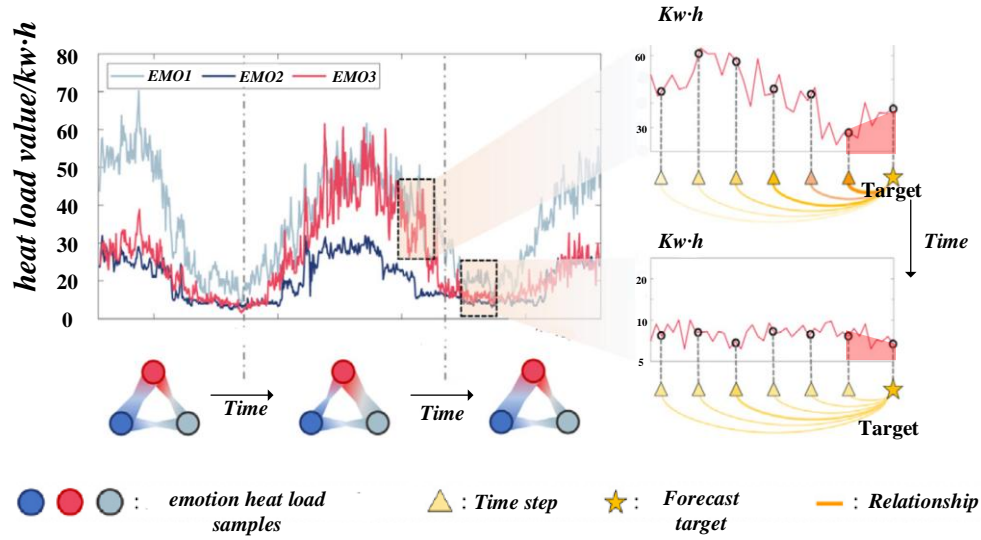 heat load value/kw·h
80
70
60
50
40
30
20
10
0
EMO1 EMO2 EMO3
Time
Time
Kw·h
60
30
Target
Time
Kw·h
20
10
5
Target
: emotion heat load
samples
: Time step
: Forecast
target
: Relationship